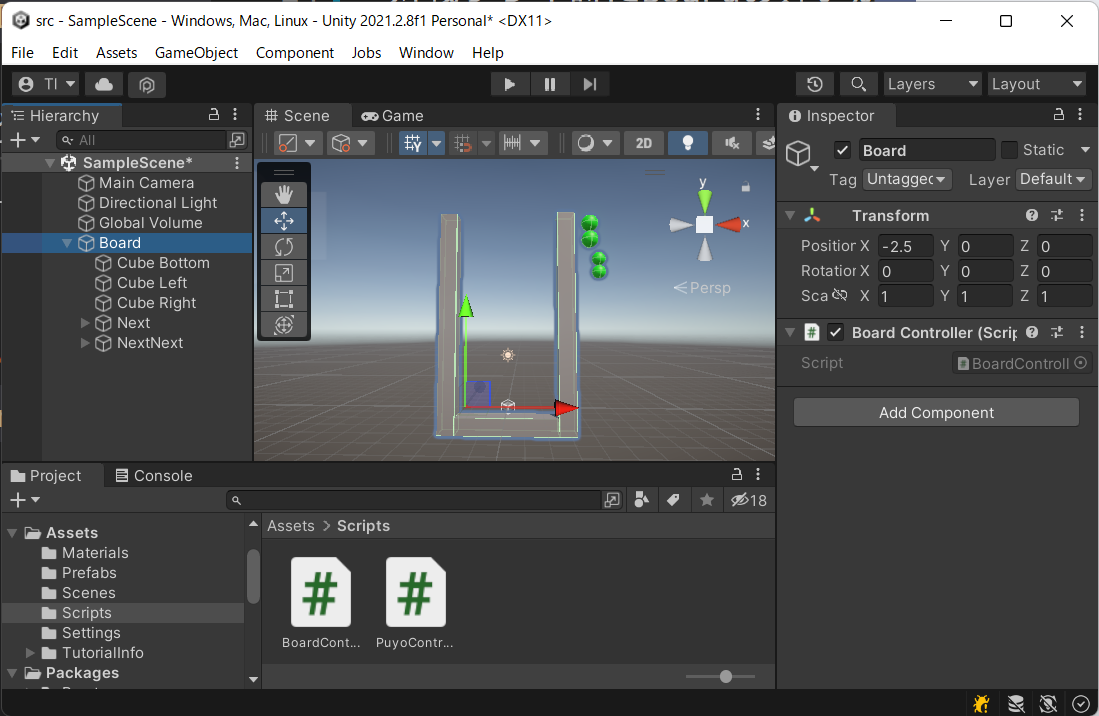 src - SampleScene - Windows, Mac, Linux - Unity 2021.2.8f1 Personal* <DX11>
File Edit Assets GameObject Component Jobs Window Help
TI Layers Layout
Hierarchy
All
SampleScene*
Main Camera
Directional Light
Global Volume
Board
Cube Bottom
Cube Left
Cube Right
Next
NextNext
Scene Game
2D
y
x
Persp
Inspector
Board Static
Tag Untagged Layer Default
Transform
Position X -2.5 Y 0 Z 0
Rotation X 0 Y 0 Z 0
Sca X 1 Y 1 Z 1
Board Controller (Scrip
Script BoardControll
Add Component
Project Console
18
Assets
Materials
Prefabs
Scenes
Scripts
Settings
TutorialInfo
Packages
Assets > Scripts
BoardCont... PuyoContr...